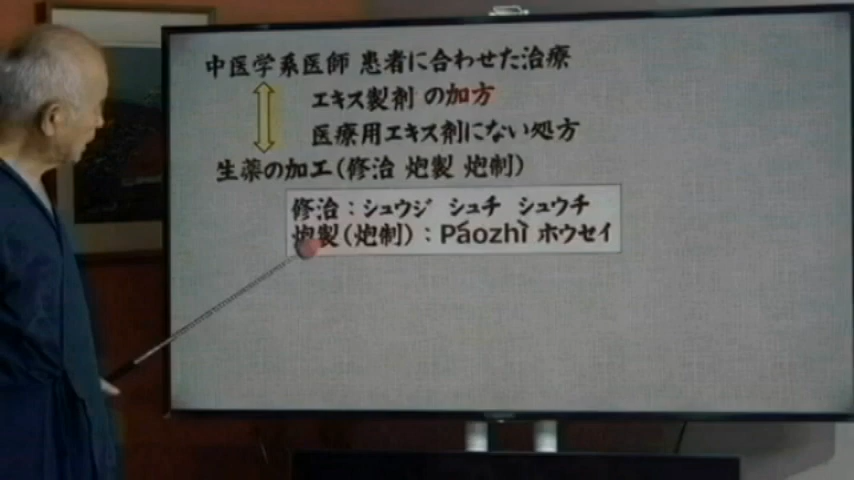 中医学系医師 患者に合わせた治療
エキス製剤 の加方
医療用エキス剤にない処方
生薬の加工(修治 炮製 炮制)
修治:シュウジ シュチ シュウチ
炮製(炮制):Páozhì ホウセイ